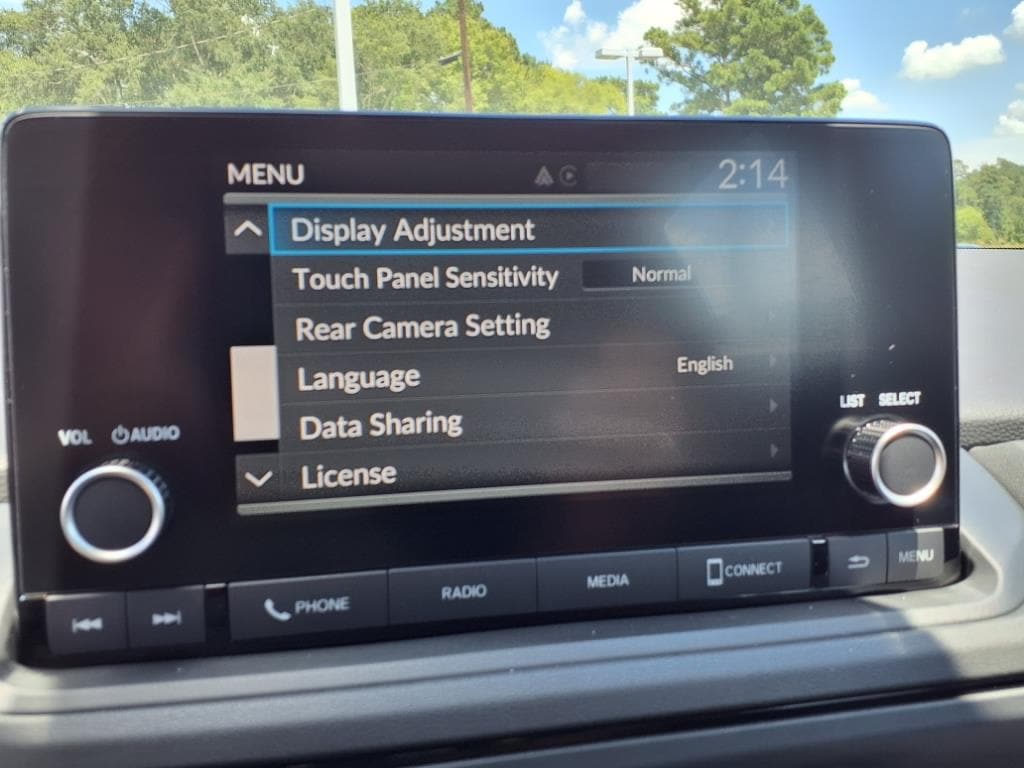 MENU 2:14
Display Adjustment
Touch Panel Sensitivity Normal
Rear Camera Setting
Language English
Data Sharing
License
VOL AUDIO
LIST SELECT
PHONE RADIO MEDIA CONNECT MENU